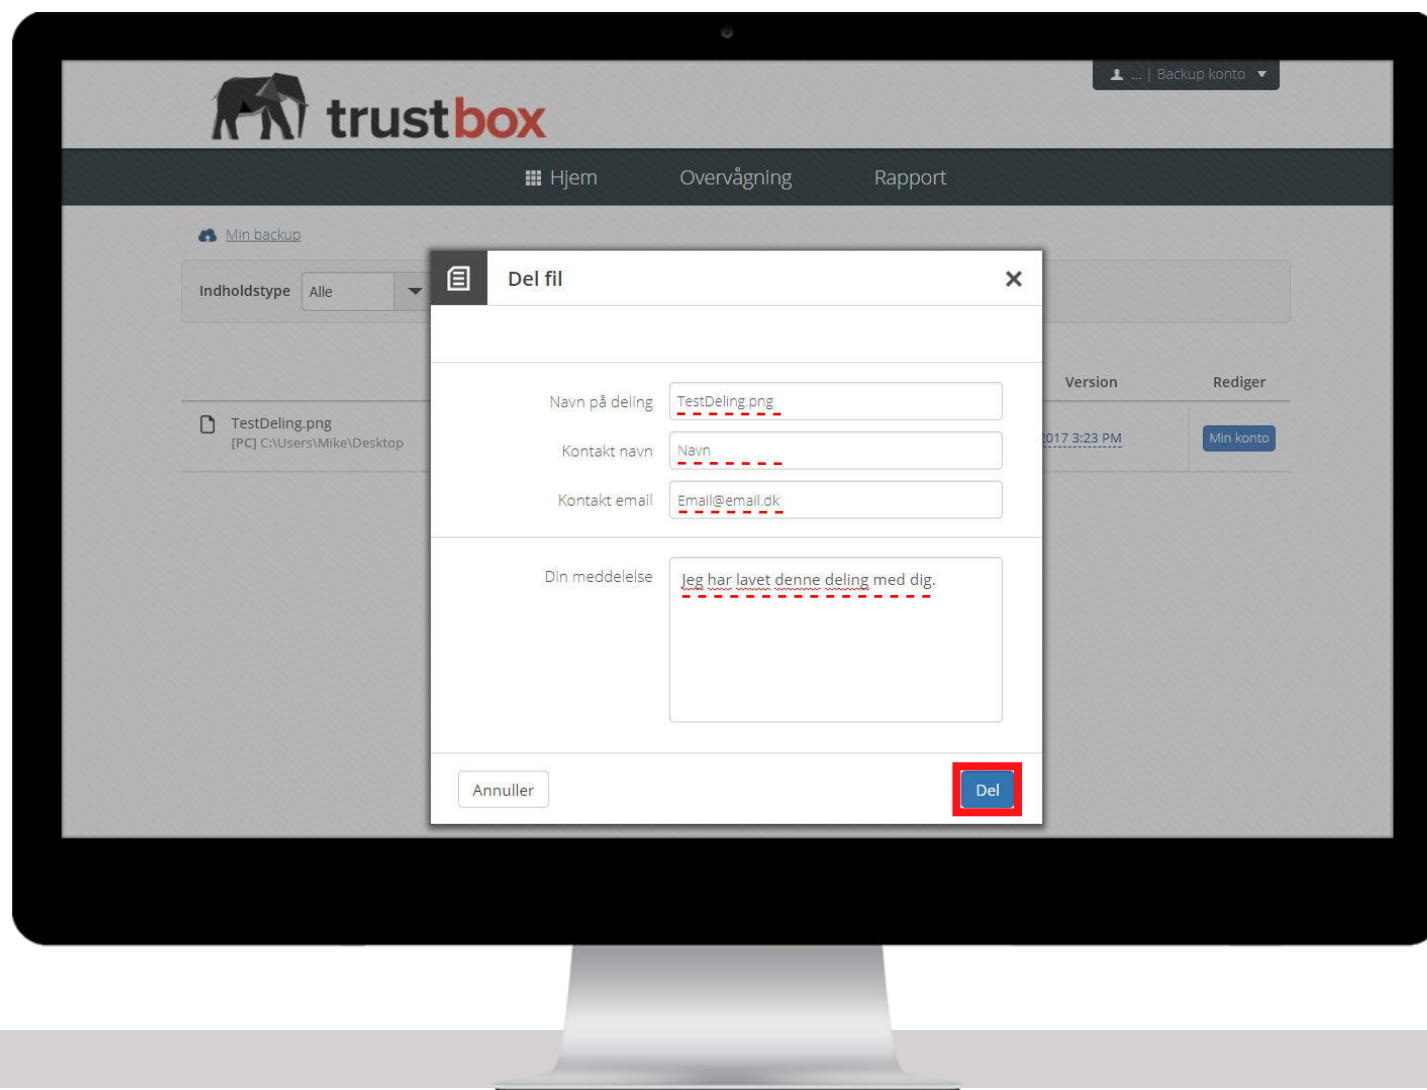 trustbox
... | Backup konto
Hjem Overvågning Rapport
Min backup
Indholdstype Alle
Del fil
Version Rediger
TestDeling.png
[PC] C:\Users\Mike\Desktop
2017 3:23 PM
Min konto
Navn på deling TestDeling.png
Kontakt navn Navn
Kontakt email Email@email.dk
Din meddelelse Jeg har lavet denne deling med dig.
Annuller Del